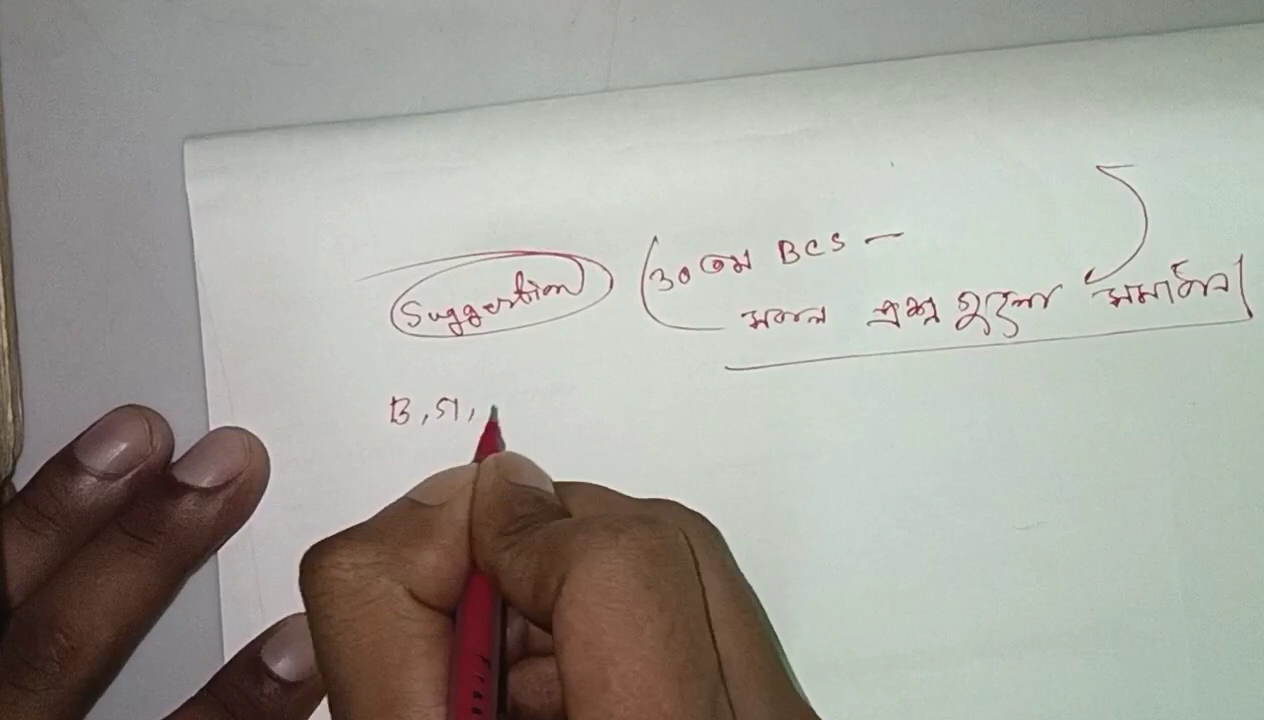 Suggestion (৩০তম BCS —
সকল প্রশ্ন গুলো সমাধান)
B, গ,